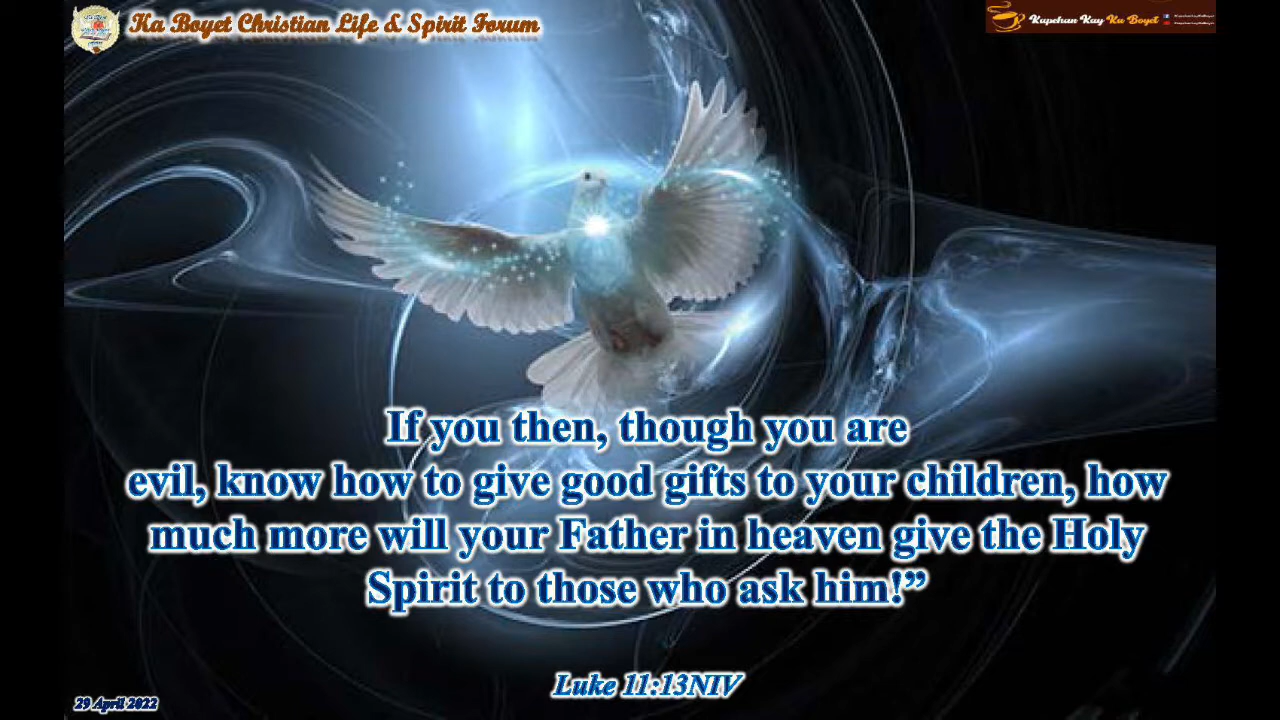 Ka Boyet Christian Life & Spirit Forum
Kapehan Kay Ka Boyet
If you then, though you are
evil, know how to give good gifts to your children, how
much more will your Father in heaven give the Holy
Spirit to those who ask him!”
Luke 11:13NIV
29 April 2022